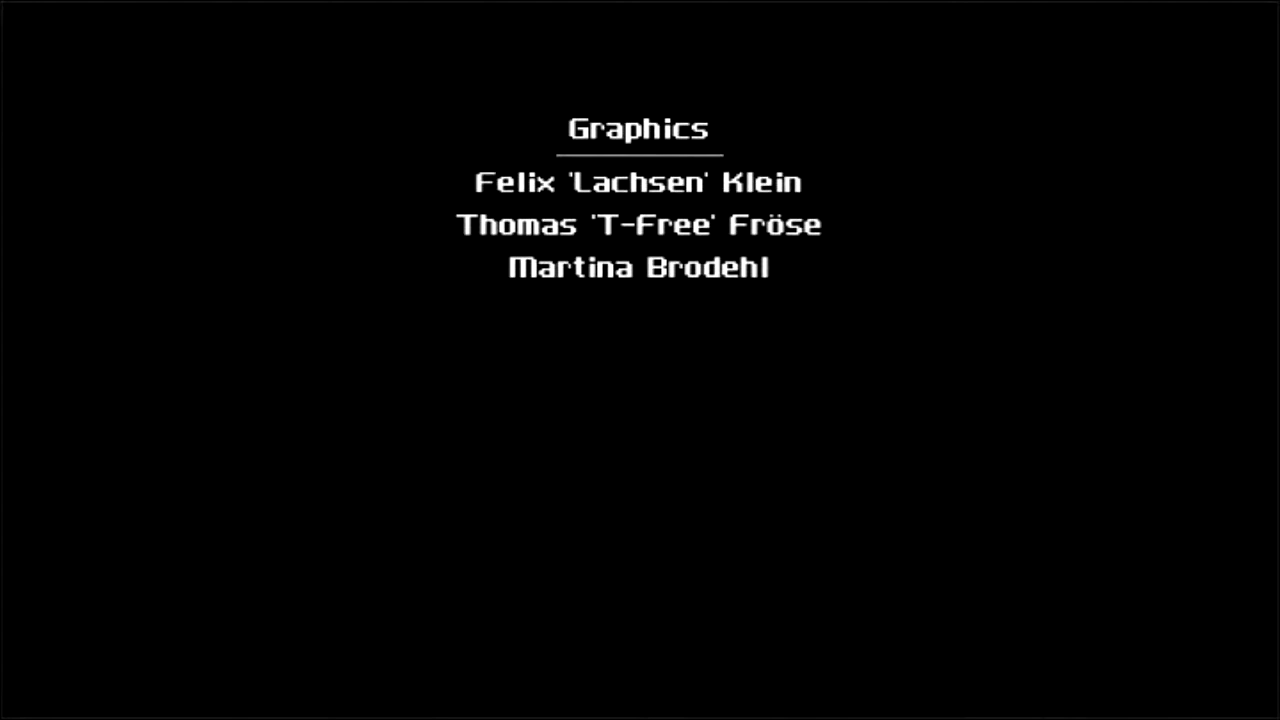 Graphics
Felix 'Lachsen' Klein
Thomas 'T-Free' Fröse
Martina Brodehl